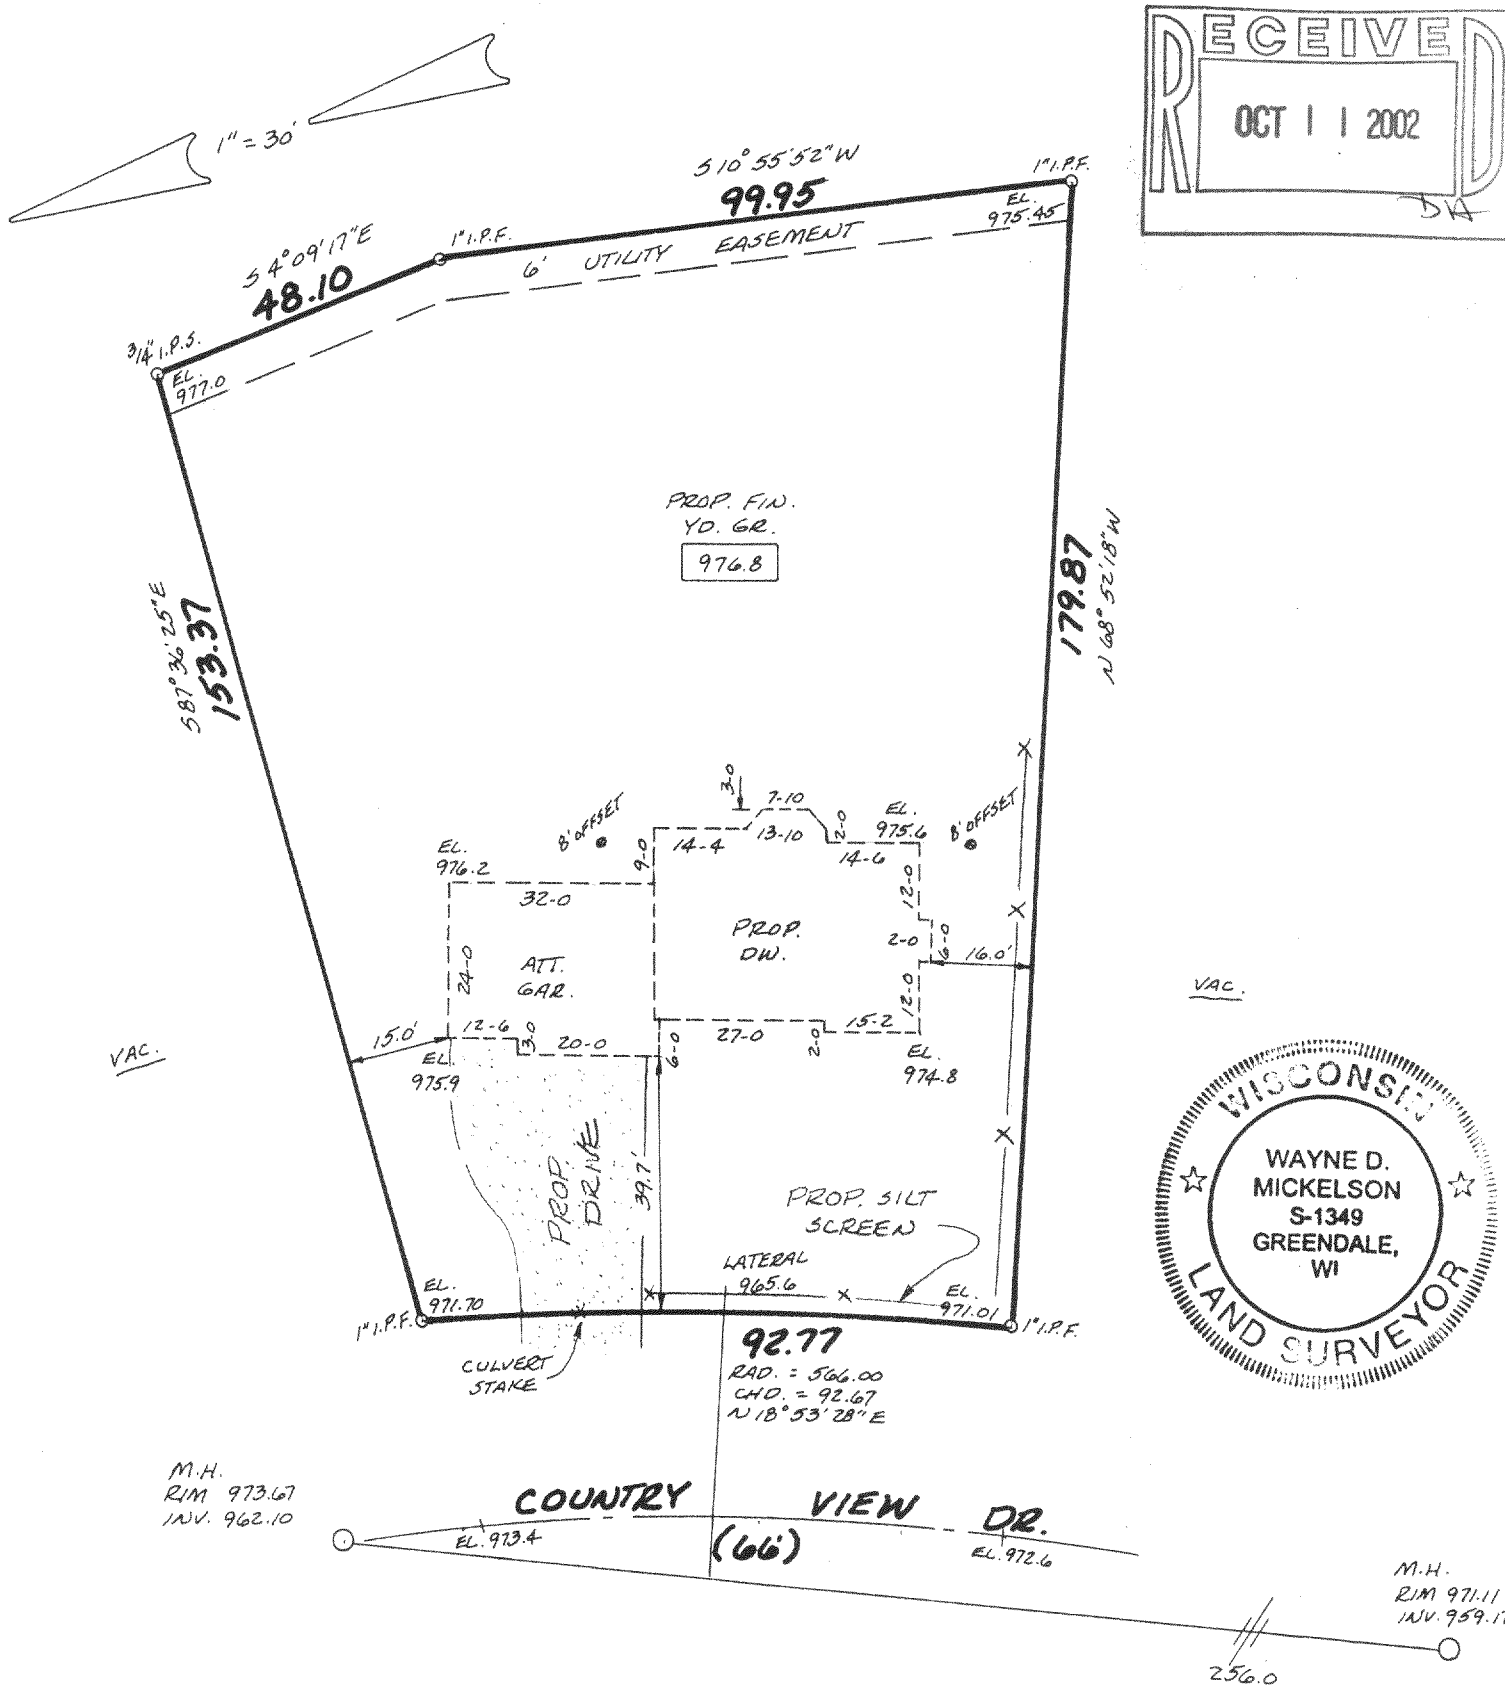 RECEIVED
OCT 11 2002
DA
1" = 30'
S 10° 55' 52" W
99.95
1" I.P.F.
EL.
975.45
1" I.P.F.
6' UTILITY EASEMENT
S 4° 09' 17" E
48.10
3/4" I.P.S.
EL.
977.0
PROP. FIN.
YD. GR.
976.8
179.87
N 68° 52' 18" W
S 87° 36' 25" E
153.37
3-0
7-10
8' OFFSET
EL.
975.6
8' OFFSET
14-4
13-10
2-0
14-6
EL.
976.2
9-0
32-0
12-0
PROP.
DW.
2-0
6-0
16.0'
24-0
ATT.
GAR.
12-0
VAC.
VAC.
15.0'
12-6
3-0
20-0
6-0
27-0
2-0
15-2
EL.
975.9
EL.
974.8
PROP.
DRIVE
39.7'
PROP. SILT
SCREEN
LATERAL
965.6
EL.
971.70
EL.
971.01
1" I.P.F.
1" I.P.F.
92.77
RAD. = 566.00
CHD. = 92.67
N 18° 53' 28" E
CULVERT
STAKE
WISCONSIN
WAYNE D.
MICKELSON
S-1349
GREENDALE,
WI
LAND SURVEYOR
M.H.
RIM 973.67
INV. 962.10
COUNTRY VIEW DR.
(66')
EL. 973.4
EL. 972.6
M.H.
RIM 971.11
INV. 959.17
256.0